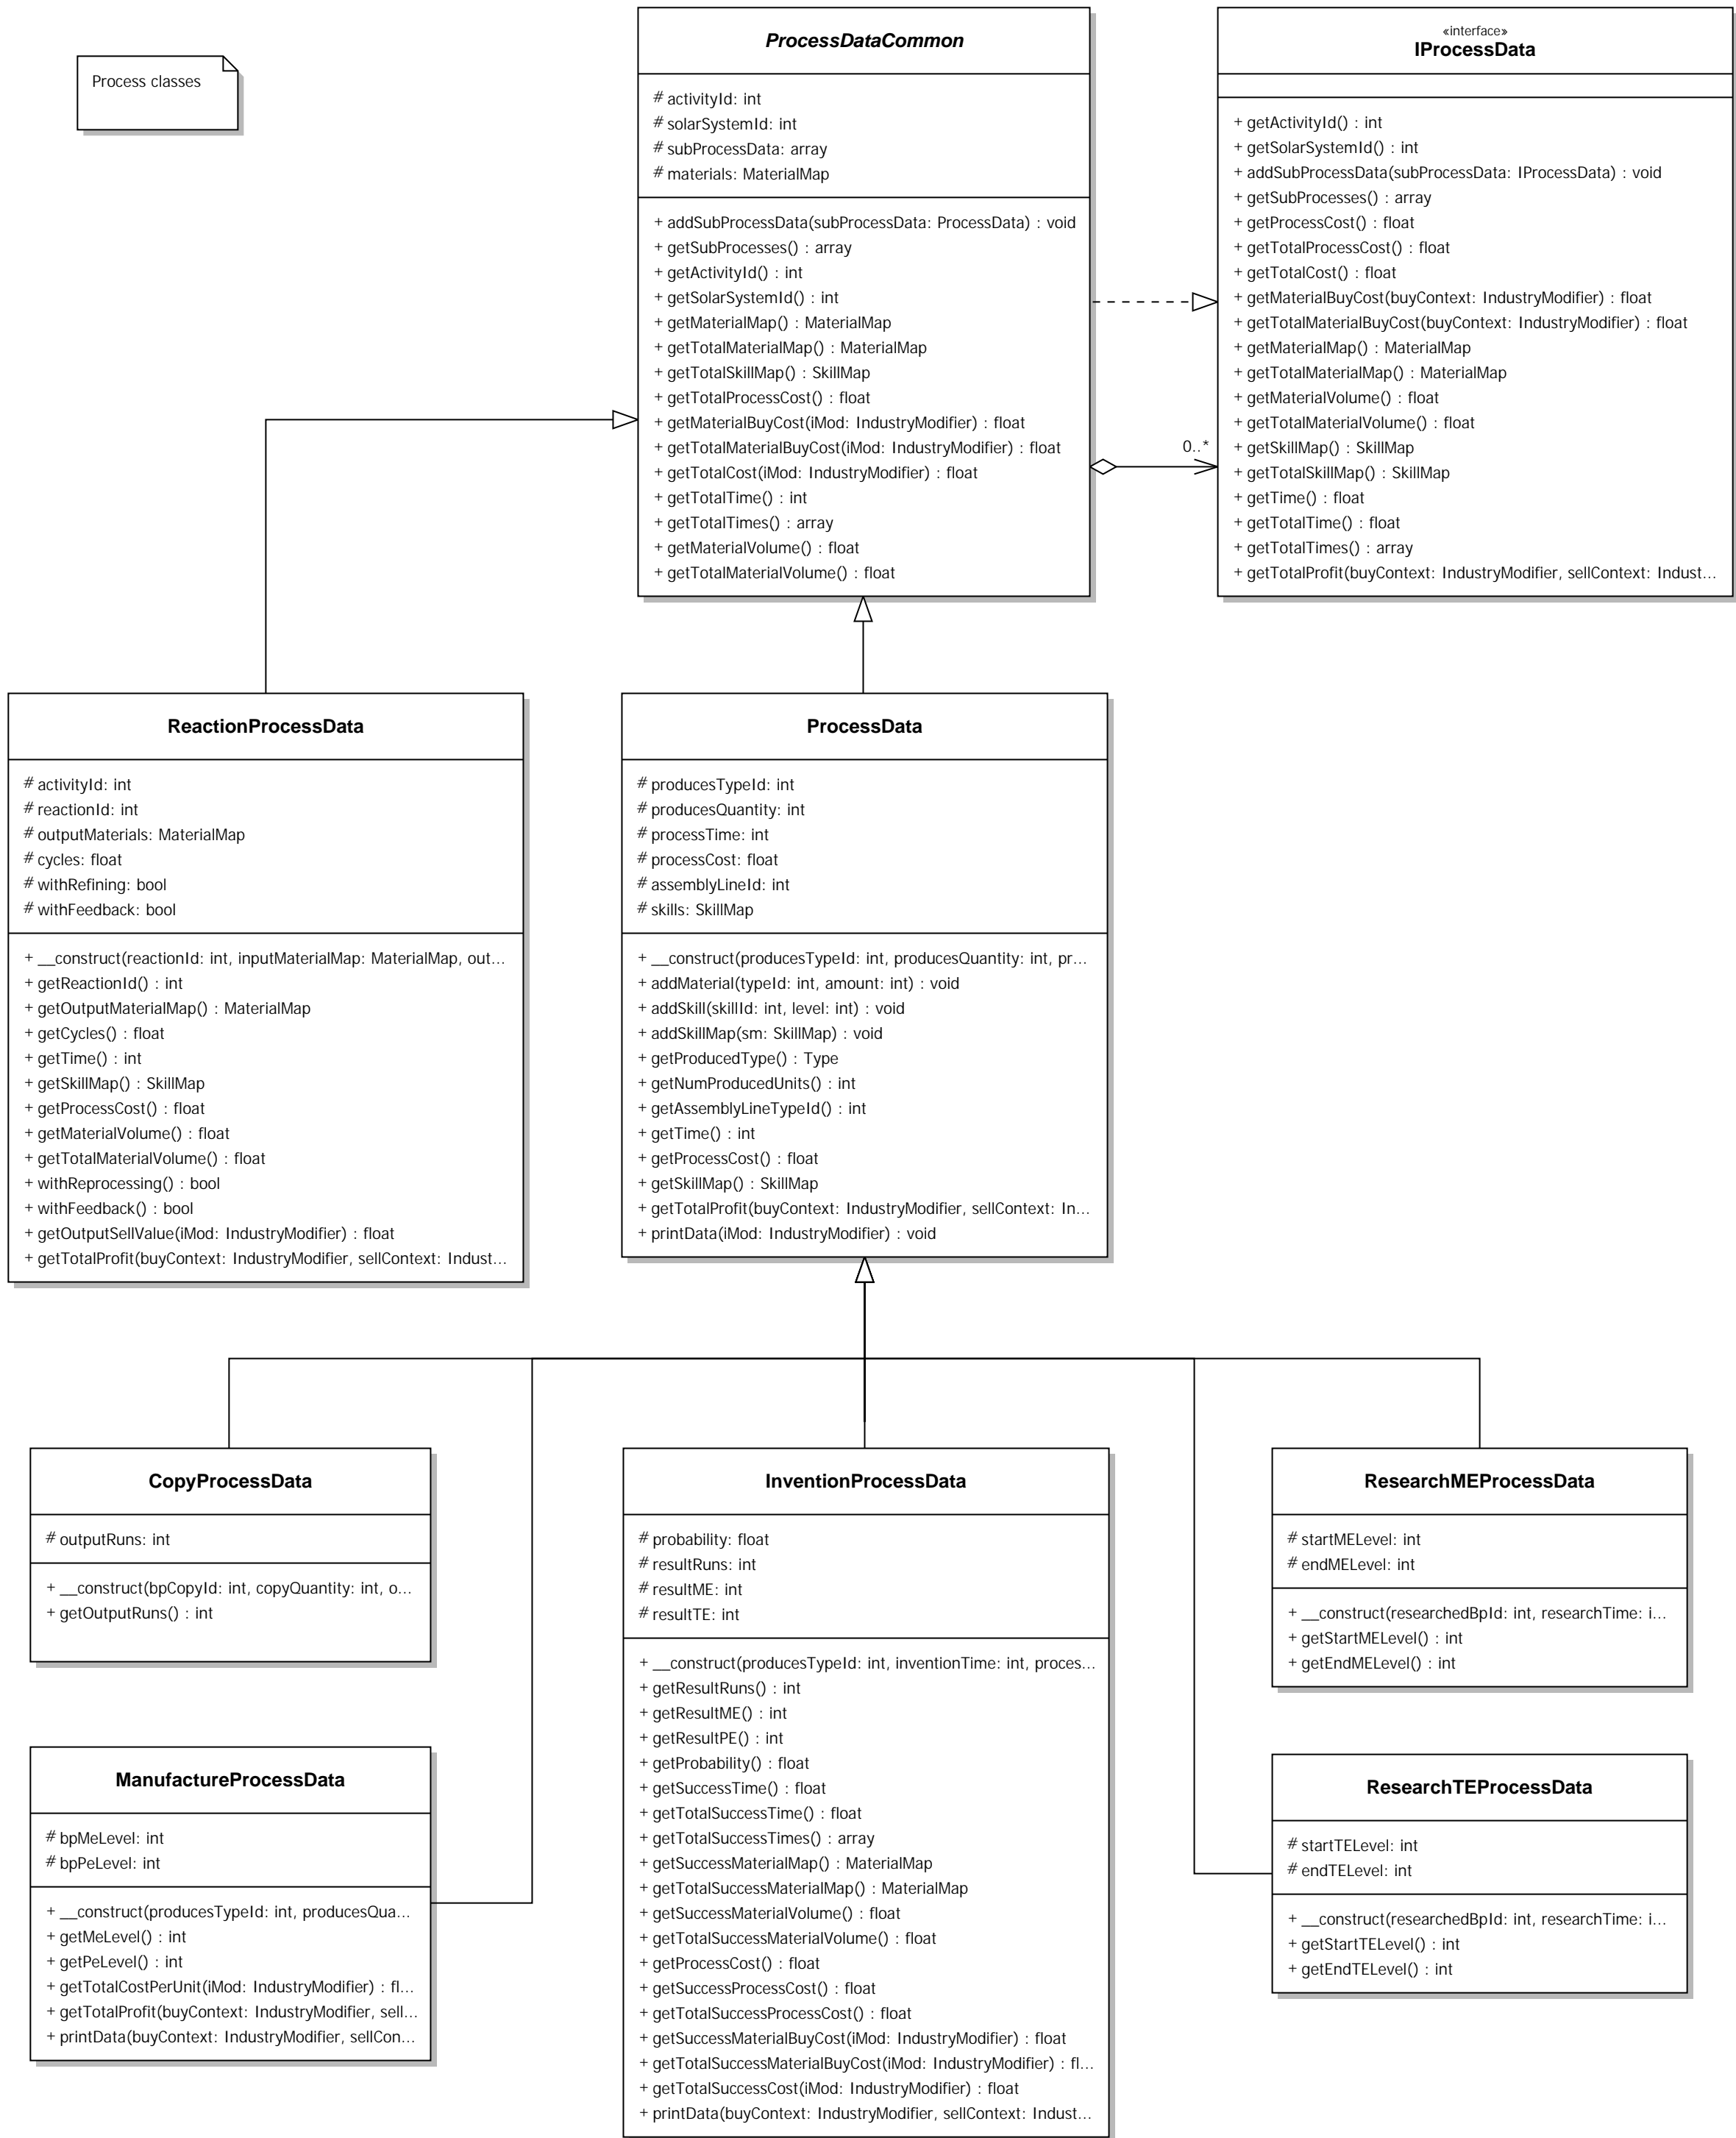 Process classes
ProcessDataCommon
# activityId: int
# solarSystemId: int
# subProcessData: array
# materials: MaterialMap
+ addSubProcessData(subProcessData: ProcessData) : void
+ getSubProcesses() : array
+ getActivityId() : int
+ getSolarSystemId() : int
+ getMaterialMap() : MaterialMap
+ getTotalMaterialMap() : MaterialMap
+ getTotalSkillMap() : SkillMap
+ getTotalProcessCost() : float
+ getMaterialBuyCost(iMod: IndustryModifier) : float
+ getTotalMaterialBuyCost(iMod: IndustryModifier) : float
+ getTotalCost(iMod: IndustryModifier) : float
+ getTotalTime() : int
+ getTotalTimes() : array
+ getMaterialVolume() : float
+ getTotalMaterialVolume() : float
0..*
«interface»
IProcessData
+ getActivityId() : int
+ getSolarSystemId() : int
+ addSubProcessData(subProcessData: IProcessData) : void
+ getSubProcesses() : array
+ getProcessCost() : float
+ getTotalProcessCost() : float
+ getTotalCost() : float
+ getMaterialBuyCost(buyContext: IndustryModifier) : float
+ getTotalMaterialBuyCost(buyContext: IndustryModifier) : float
+ getMaterialMap() : MaterialMap
+ getTotalMaterialMap() : MaterialMap
+ getMaterialVolume() : float
+ getTotalMaterialVolume() : float
+ getSkillMap() : SkillMap
+ getTotalSkillMap() : SkillMap
+ getTime() : float
+ getTotalTime() : float
+ getTotalTimes() : array
+ getTotalProfit(buyContext: IndustryModifier, sellContext: Indust...
ReactionProcessData
# activityId: int
# reactionId: int
# outputMaterials: MaterialMap
# cycles: float
# withRefining: bool
# withFeedback: bool
+ __construct(reactionId: int, inputMaterialMap: MaterialMap, out...
+ getReactionId() : int
+ getOutputMaterialMap() : MaterialMap
+ getCycles() : float
+ getTime() : int
+ getSkillMap() : SkillMap
+ getProcessCost() : float
+ getMaterialVolume() : float
+ getTotalMaterialVolume() : float
+ withReprocessing() : bool
+ withFeedback() : bool
+ getOutputSellValue(iMod: IndustryModifier) : float
+ getTotalProfit(buyContext: IndustryModifier, sellContext: Indust...
ProcessData
# producesTypeId: int
# producesQuantity: int
# processTime: int
# processCost: float
# assemblyLineId: int
# skills: SkillMap
+ __construct(producesTypeId: int, producesQuantity: int, pr...
+ addMaterial(typeId: int, amount: int) : void
+ addSkill(skillId: int, level: int) : void
+ addSkillMap(sm: SkillMap) : void
+ getProducedType() : Type
+ getNumProducedUnits() : int
+ getAssemblyLineTypeId() : int
+ getTime() : int
+ getProcessCost() : float
+ getSkillMap() : SkillMap
+ getTotalProfit(buyContext: IndustryModifier, sellContext: In...
+ printData(iMod: IndustryModifier) : void
CopyProcessData
# outputRuns: int
+ __construct(bpCopyId: int, copyQuantity: int, o...
+ getOutputRuns() : int
ManufactureProcessData
# bpMeLevel: int
# bpPeLevel: int
+ __construct(producesTypeId: int, producesQua...
+ getMeLevel() : int
+ getPeLevel() : int
+ getTotalCostPerUnit(iMod: IndustryModifier) : fl...
+ getTotalProfit(buyContext: IndustryModifier, sell...
+ printData(buyContext: IndustryModifier, sellCon...
InventionProcessData
# probability: float
# resultRuns: int
# resultME: int
# resultTE: int
+ __construct(producesTypeId: int, inventionTime: int, proces...
+ getResultRuns() : int
+ getResultME() : int
+ getResultPE() : int
+ getProbability() : float
+ getSuccessTime() : float
+ getTotalSuccessTime() : float
+ getTotalSuccessTimes() : array
+ getSuccessMaterialMap() : MaterialMap
+ getTotalSuccessMaterialMap() : MaterialMap
+ getSuccessMaterialVolume() : float
+ getTotalSuccessMaterialVolume() : float
+ getProcessCost() : float
+ getSuccessProcessCost() : float
+ getTotalSuccessProcessCost() : float
+ getSuccessMaterialBuyCost(iMod: IndustryModifier) : float
+ getTotalSuccessMaterialBuyCost(iMod: IndustryModifier) : fl...
+ getTotalSuccessCost(iMod: IndustryModifier) : float
+ printData(buyContext: IndustryModifier, sellContext: Indust...
ResearchMEProcessData
# startMELevel: int
# endMELevel: int
+ __construct(researchedBpId: int, researchTime: i...
+ getStartMELevel() : int
+ getEndMELevel() : int
ResearchTEProcessData
# startTELevel: int
# endTELevel: int
+ __construct(researchedBpId: int, researchTime: i...
+ getStartTELevel() : int
+ getEndTELevel() : int